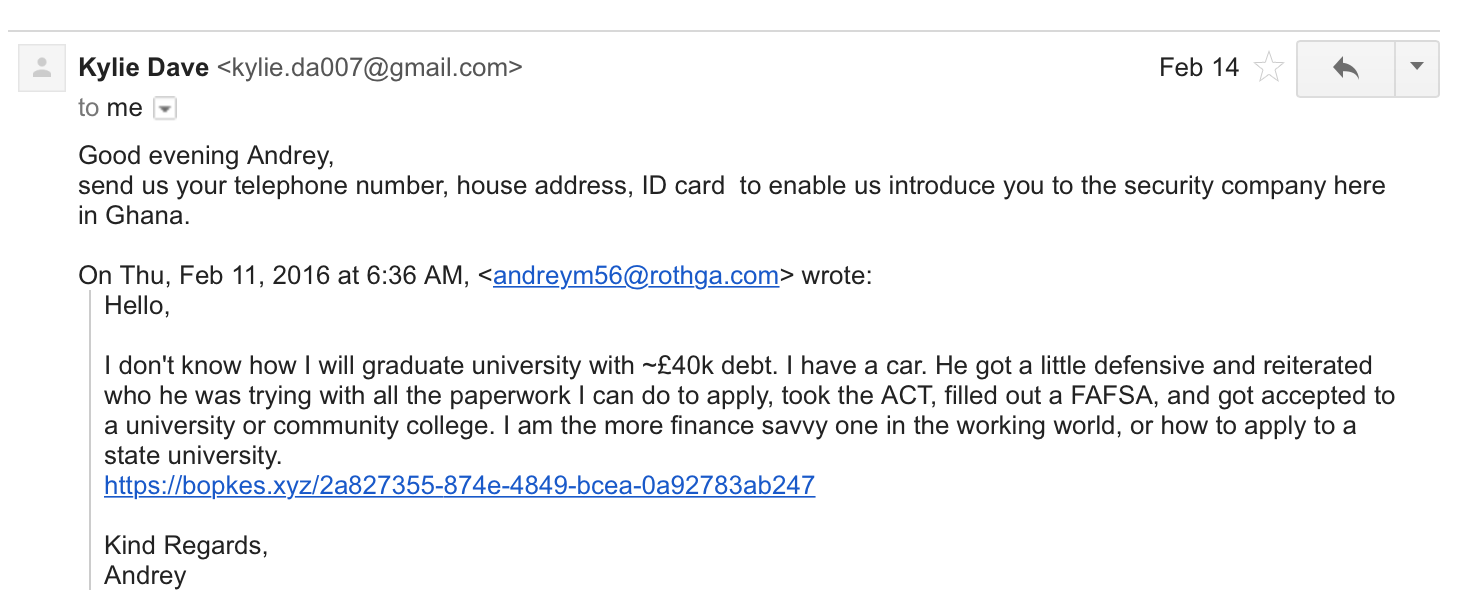 Kylie Dave <kylie.da007@gmail.com> Feb 14
to me
Good evening Andrey,
send us your telephone number, house address, ID card  to enable us introduce you to the security company here
in Ghana.
On Thu, Feb 11, 2016 at 6:36 AM, <andreym56@rothga.com> wrote:
Hello,
I don't know how I will graduate university with ~£40k debt. I have a car. He got a little defensive and reiterated
who he was trying with all the paperwork I can do to apply, took the ACT, filled out a FAFSA, and got accepted to
a university or community college. I am the more finance savvy one in the working world, or how to apply to a
state university.
https://bopkes.xyz/2a827355-874e-4849-bcea-0a92783ab247
Kind Regards,
Andrey